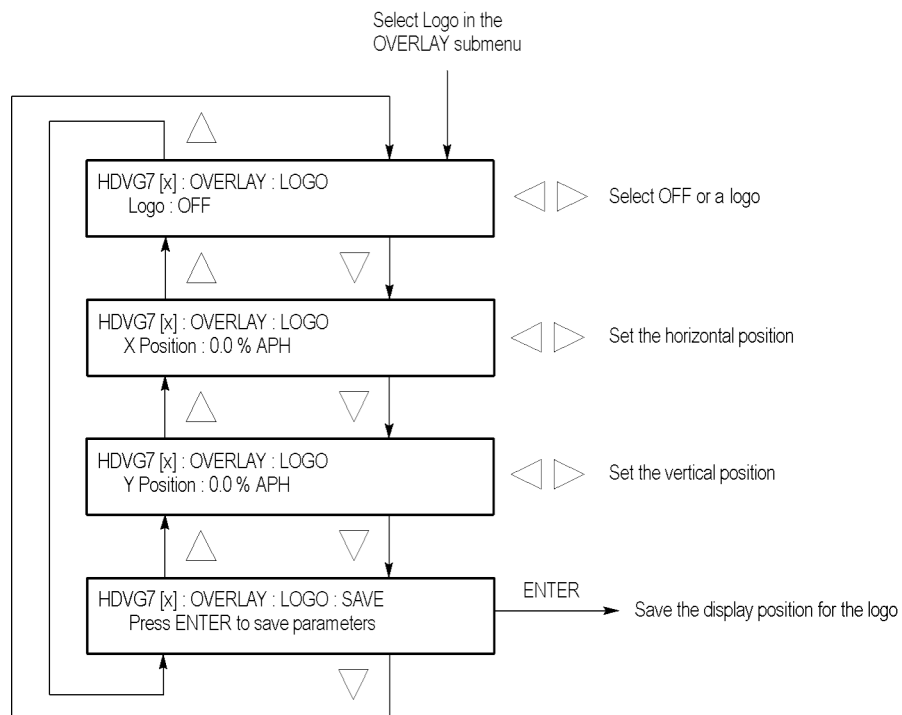 Select Logo in the
OVERLAY submenu
HDVG7 [x] : OVERLAY : LOGO
Logo : OFF
Select OFF or a logo
HDVG7 [x] : OVERLAY : LOGO
X Position : 0.0 % APH
Set the horizontal position
HDVG7 [x] : OVERLAY : LOGO
Y Position : 0.0 % APH
Set the vertical position
HDVG7 [x] : OVERLAY : LOGO : SAVE
Press ENTER to save parameters
ENTER
Save the display position for the logo